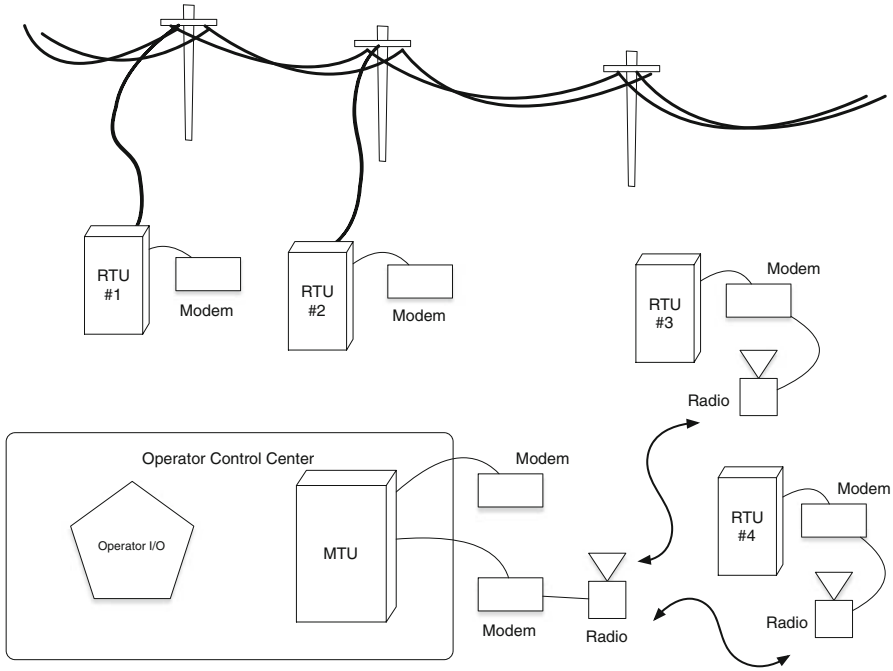 RTU
#1
Modem
RTU
#2
Modem
RTU
#3
Modem
Radio
Operator Control Center
Operator I/O
MTU
Modem
Modem
Radio
RTU
#4
Modem
Radio